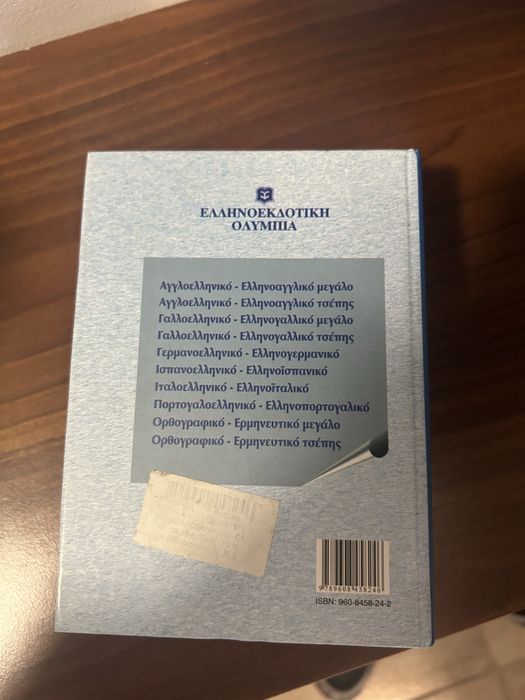 ΕΛΛΗΝΟΕΚΔΟΤΙΚΗ
ΟΛΥΜΠΙΑ
Αγγλοελληνικό - Ελληνοαγγλικό μεγάλο
Αγγλοελληνικό - Ελληνοαγγλικό τσέπης
Γαλλοελληνικό - Ελληνογαλλικό μεγάλο
Γαλλοελληνικό - Ελληνογαλλικό τσέπης
Γερμανοελληνικό - Ελληνογερμανικό
Ισπανοελληνικό - Ελληνοϊσπανικό
Ιταλοελληνικό - Ελληνοϊταλικό
Πορτογαλοελληνικό - Ελληνοπορτογαλικό
Ορθογραφικό - Ερμηνευτικό μεγάλο
Ορθογραφικό - Ερμηνευτικό τσέπης
9789608458246
ISBN: 960-8458-24-2